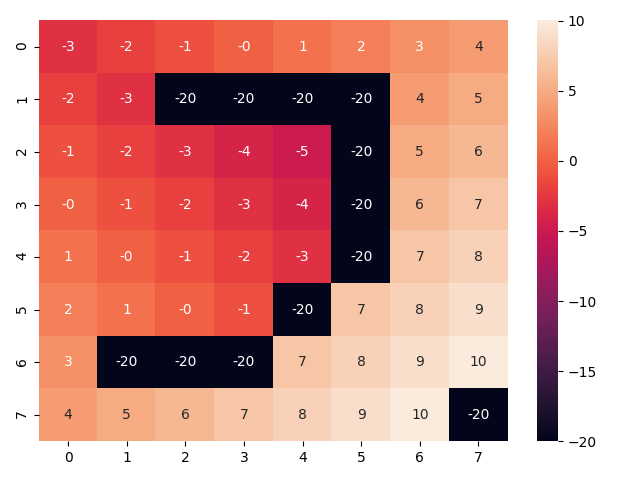 0 -3 -2 -1 -0 1 2 3 4
1 -2 -3 -20 -20 -20 -20 4 5
2 -1 -2 -3 -4 -5 -20 5 6
3 -0 -1 -2 -3 -4 -20 6 7
4 1 -0 -1 -2 -3 -20 7 8
5 2 1 -0 -1 -20 7 8 9
6 3 -20 -20 -20 7 8 9 10
7 4 5 6 7 8 9 10 -20
0 1 2 3 4 5 6 7
10
5
0
−5
−10
−15
−20